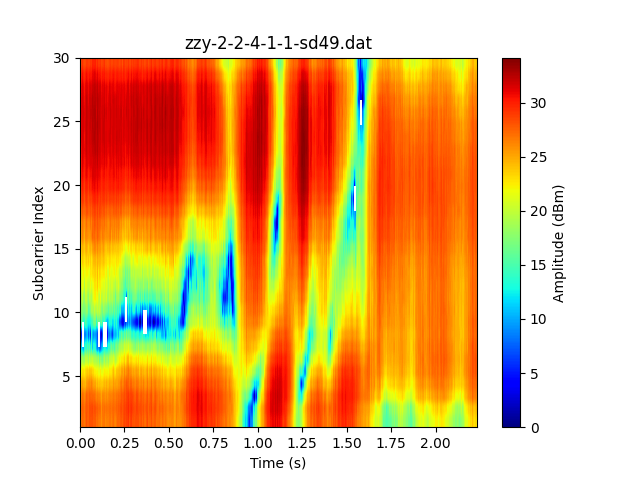 zzy-2-2-4-1-1-sd49.dat
30
25
20
15
10
5
Subcarrier Index
0.00 0.25 0.50 0.75 1.00 1.25 1.50 1.75 2.00
Time (s)
30
25
20
15
10
5
0
Amplitude (dBm)